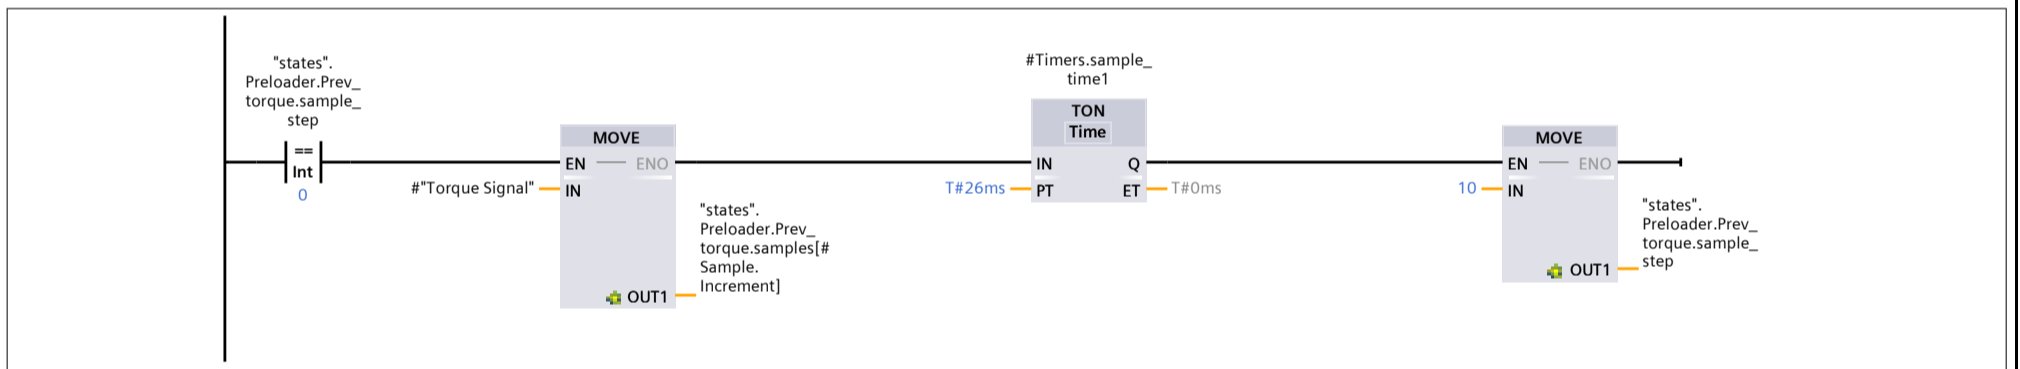 "states".
Preloader.Prev_
torque.sample_
step
==
Int
0
MOVE
EN
ENO
#"Torque Signal"
IN
OUT1
"states".
Preloader.Prev_
torque.samples[#
Sample.
Increment]
#Timers.sample_
time1
TON
Time
IN
Q
T#26ms
PT
ET
T#0ms
MOVE
EN
ENO
10
IN
OUT1
"states".
Preloader.Prev_
torque.sample_
step